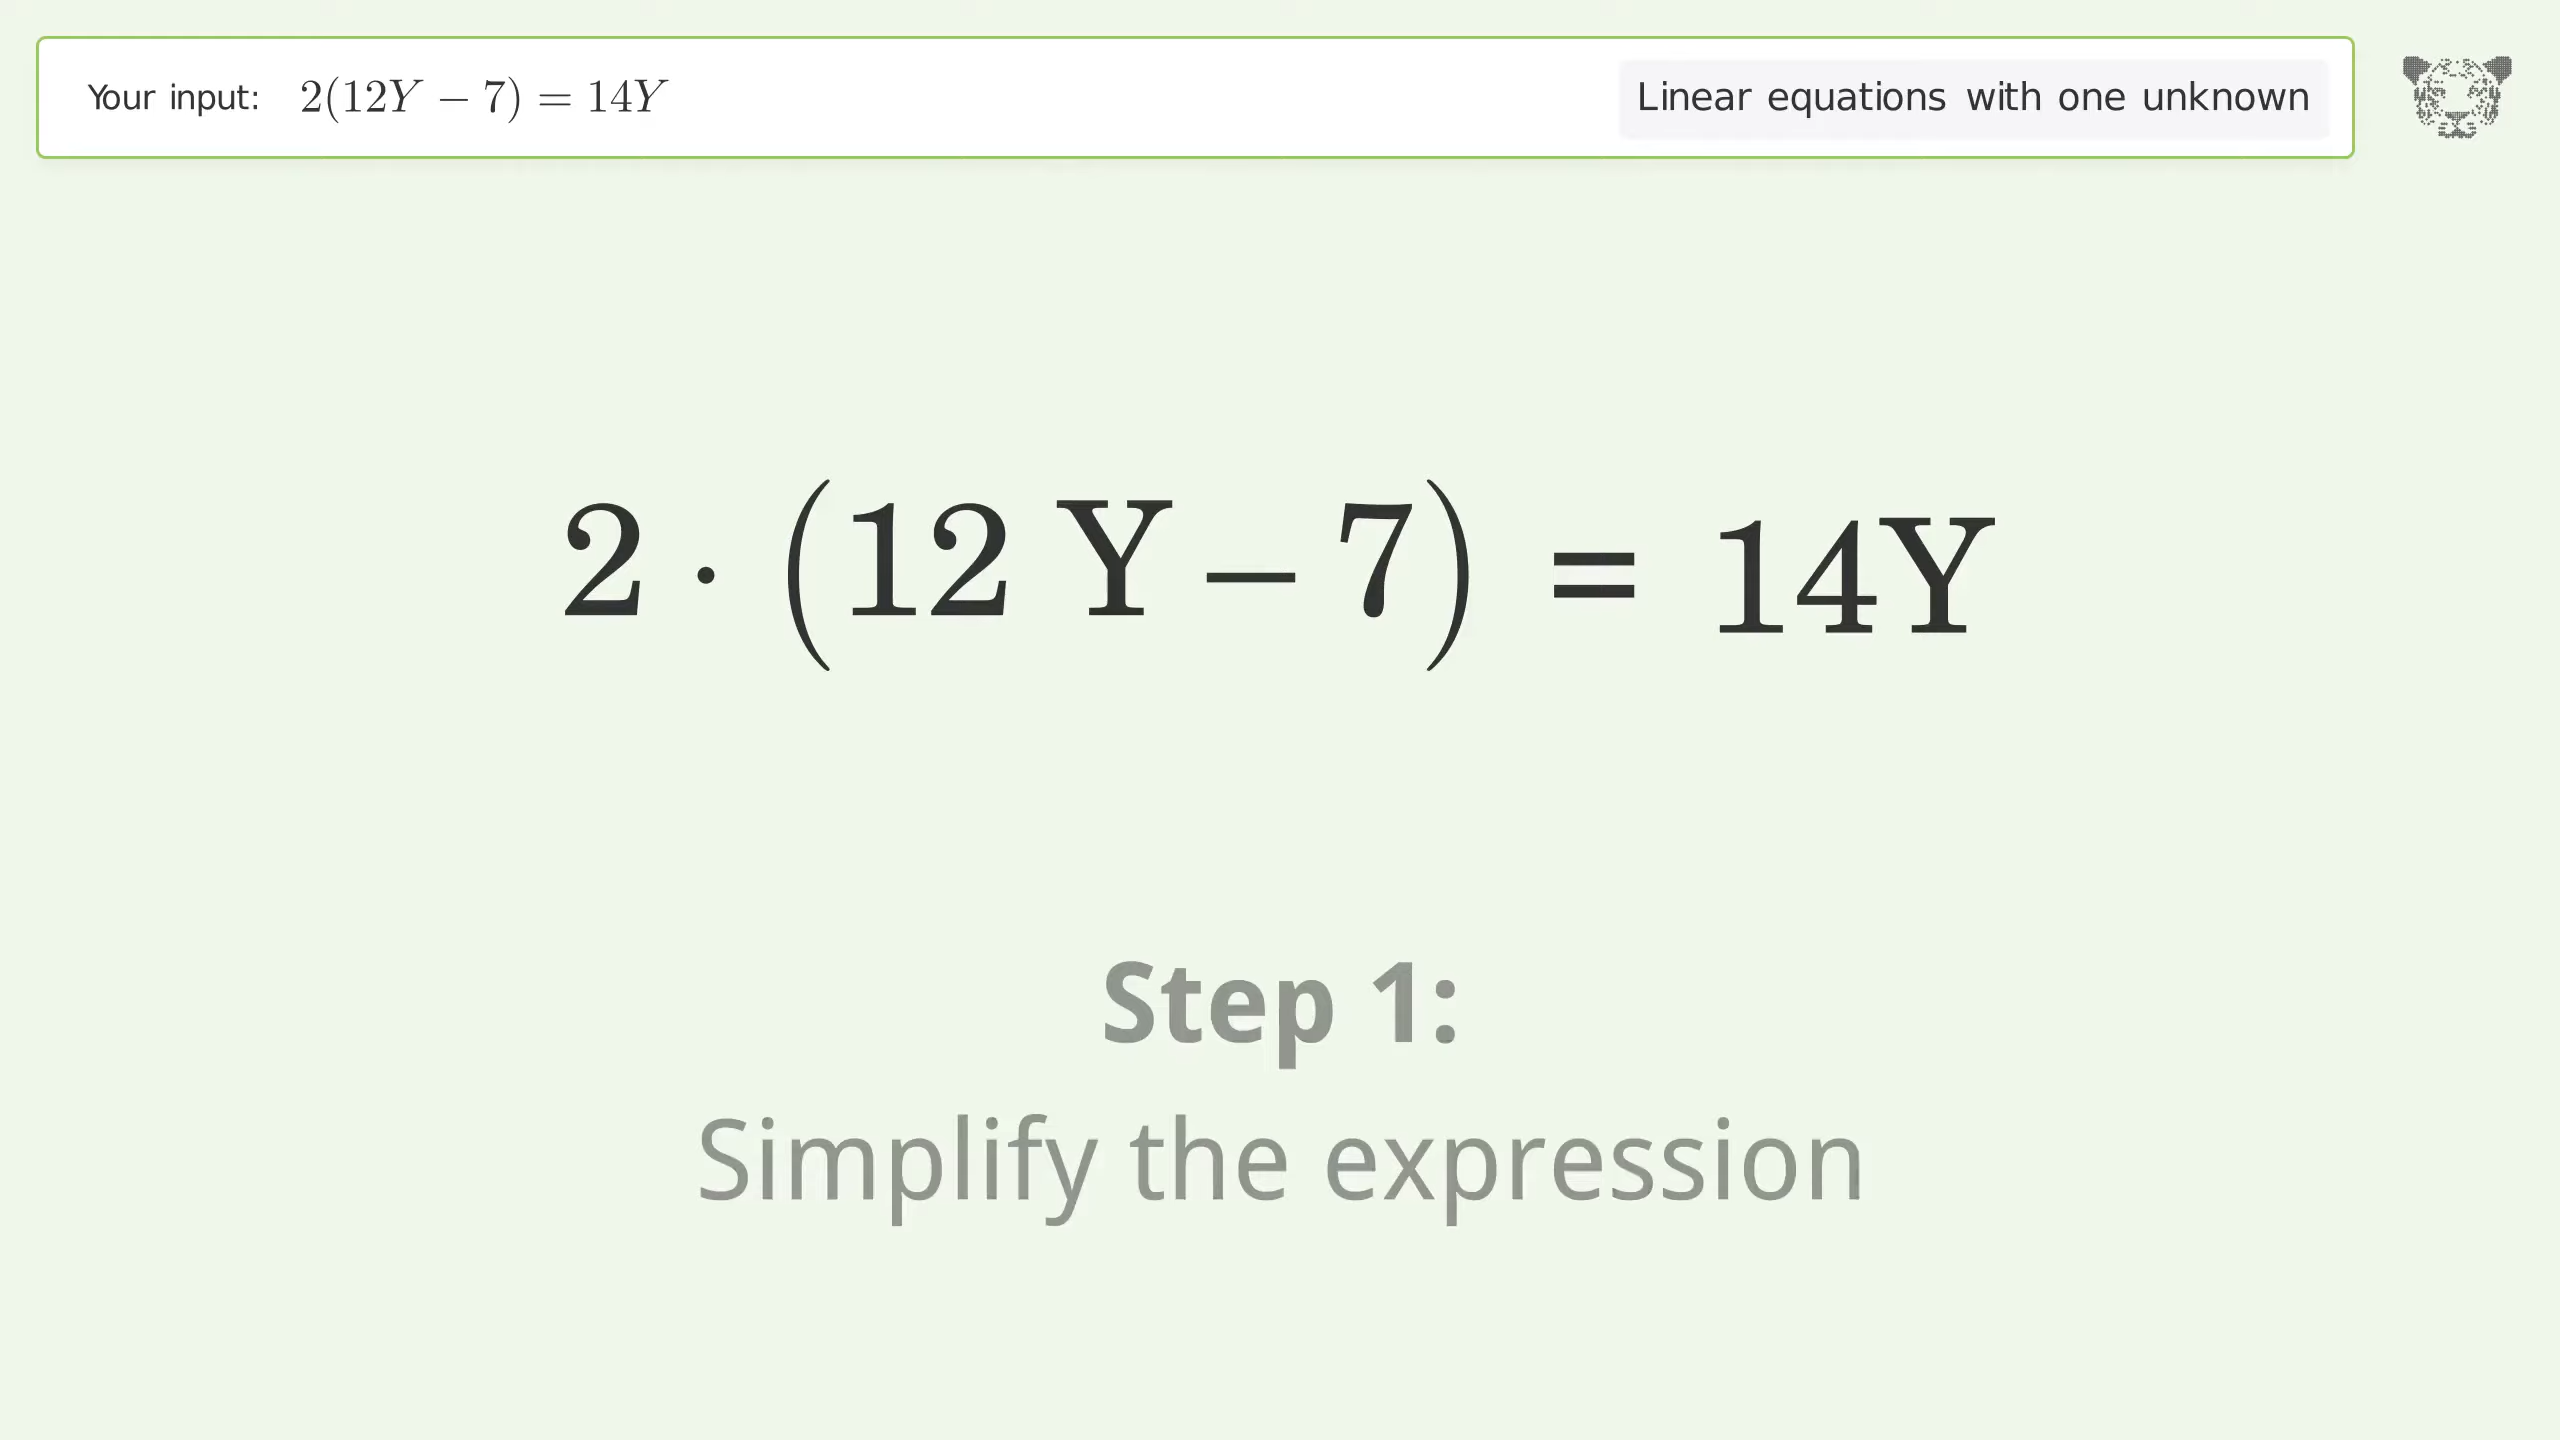 Your input: 2(12Y − 7) = 14Y
Linear equations with one unknown
2 · (12 Y − 7) = 14Y
Step 1:
Simplify the expression